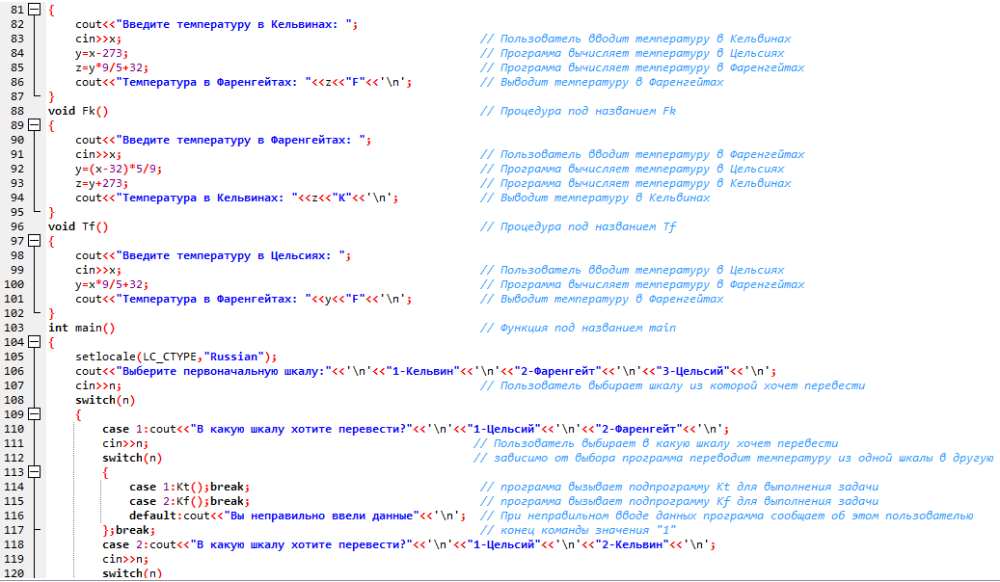 81 {
82 cout<<"Введите температуру в Кельвинах: ";
83 cin>>x; // Пользователь вводит температуру в Кельвинах
84 y=x-273; // Программа вычисляет температуру в Цельсиях
85 z=y*9/5+32; // Программа вычисляет температуру в Фаренгейтах
86 cout<<"Температура в Фаренгейтах: "<<z<<"F"<<'\n'; // Выводит температуру в Фаренгейтах
87 }
88 void Fk() // Процедура под названием Fk
89 {
90 cout<<"Введите температуру в Фаренгейтах: ";
91 cin>>x; // Пользователь вводит температуру в Фаренгейтах
92 y=(x-32)*5/9; // Программа вычисляет температуру в Цельсиях
93 z=y+273; // Программа вычисляет температуру в Кельвинах
94 cout<<"Температура в Кельвинах: "<<z<<"K"<<'\n'; // Выводит температуру в Кельвинах
95 }
96 void Tf() // Процедура под названием Tf
97 {
98 cout<<"Введите температуру в Цельсиях: ";
99 cin>>x; // Пользователь вводит температуру в Цельсиях
100 y=x*9/5+32; // Программа вычисляет температуру в Фаренгейтах
101 cout<<"Температура в Фаренгейтах: "<<y<<"F"<<'\n'; // Выводит температуру в Фаренгейтах
102 }
103 int main() // Функция под названием main
104 {
105 setlocale(LC_CTYPE,"Russian");
106 cout<<"Выберите первоначальную шкалу:"<<'\n'<<"1-Кельвин"<<'\n'<<"2-Фаренгейт"<<'\n'<<"3-Цельсий"<<'\n';
107 cin>>n; // Пользователь выбирает шкалу из которой хочет перевести
108 switch(n)
109 {
110 case 1:cout<<"В какую шкалу хотите перевести?"<<'\n'<<"1-Цельсий"<<'\n'<<"2-Фаренгейт"<<'\n';
111 cin>>n; // Пользователь выбирает в какую шкалу хочет перевести
112 switch(n) // зависимо от выбора программа переводит температуру из одной шкалы в другую
113 {
114 case 1:Kt();break; // программа вызывает подпрограмму Kt для выполнения задачи
115 case 2:Kf();break; // программа вызывает подпрограмму Kf для выполнения задачи
116 default:cout<<"Вы неправильно ввели данные"<<'\n'; // При неправильном вводе данных программа сообщает об этом пользователю
117 };break; // конец команды значения "1"
118 case 2:cout<<"В какую шкалу хотите перевести?"<<'\n'<<"1-Цельсий"<<'\n'<<"2-Кельвин"<<'\n';
119 cin>>n;
120 switch(n)